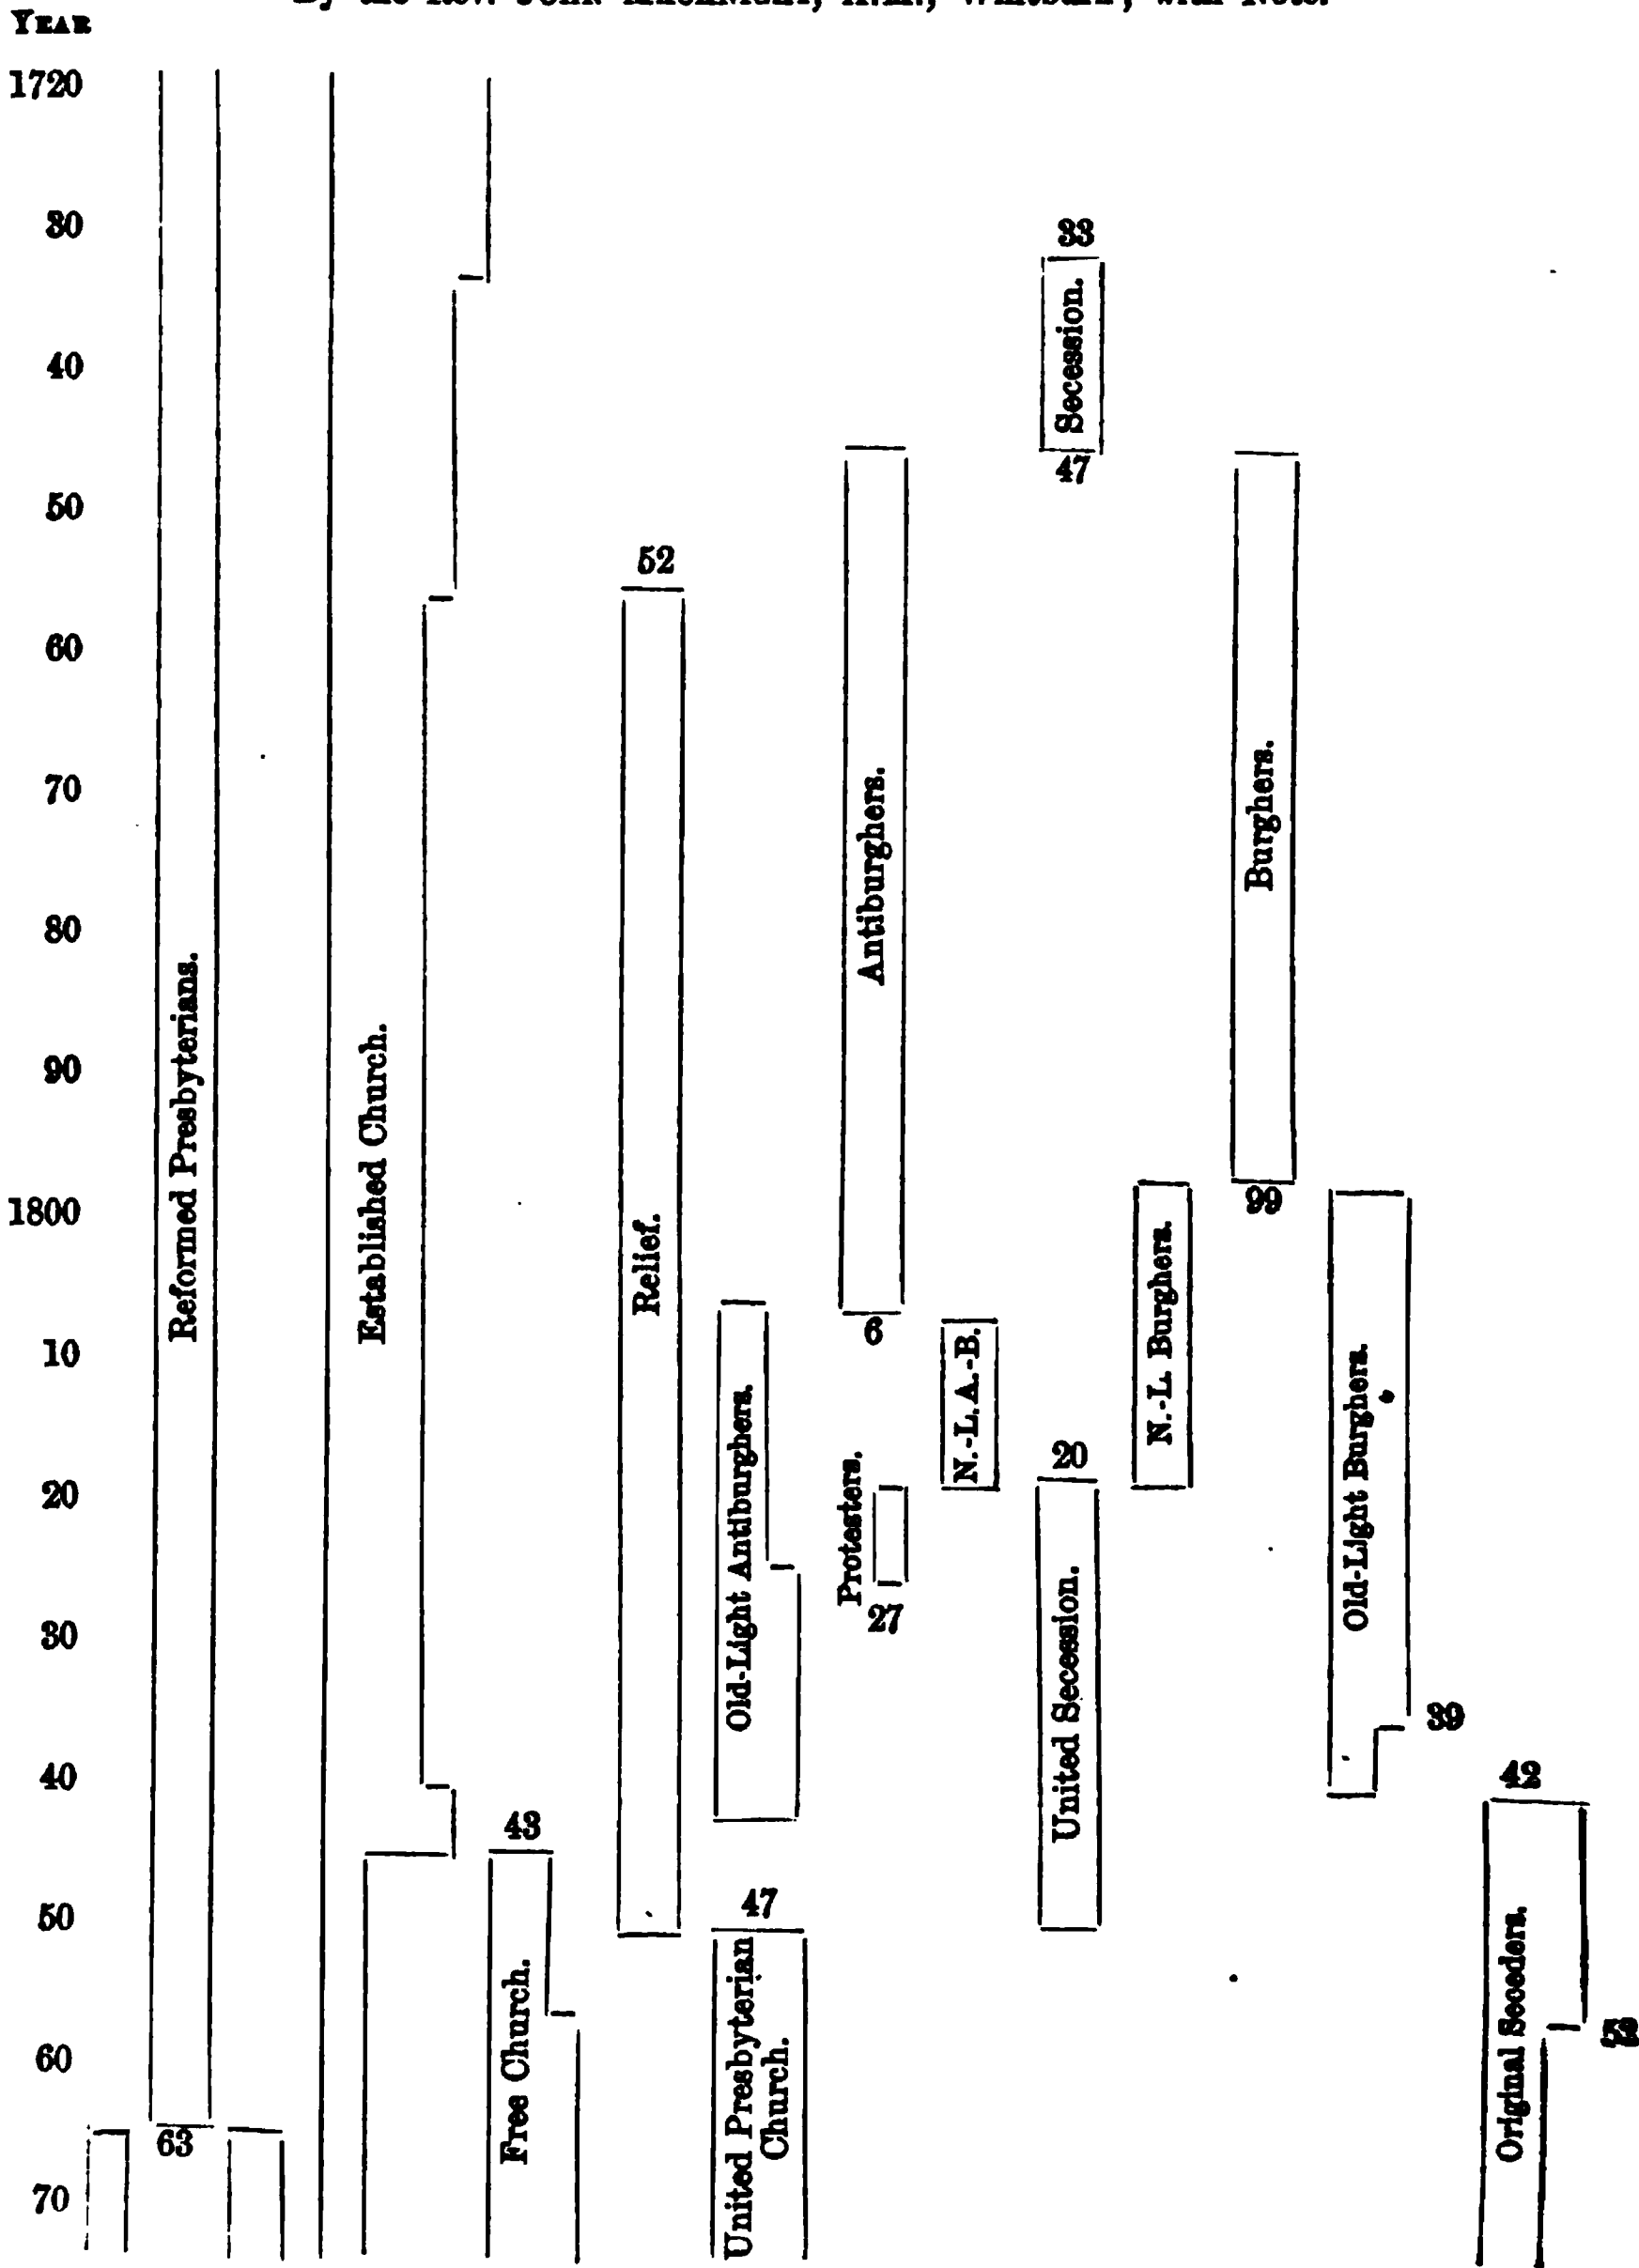 YEAR
1720
30
40
50
60
70
80
90
1800
10
20
30
40
50
60
70
Reformed Presbyterians.
63
Established Church.
43
Free Church.
52
Relief.
Old-Light Antiburghers.
47
United Presbyterian
Church.
Antiburghers.
6
Protesters.
27
N.-L. A.-B.
33
Secession.
47
20
United Secession.
N.-L. Burghers.
Burghers.
99
Old-Light Burghers.
39
42
Original Seceders.
52